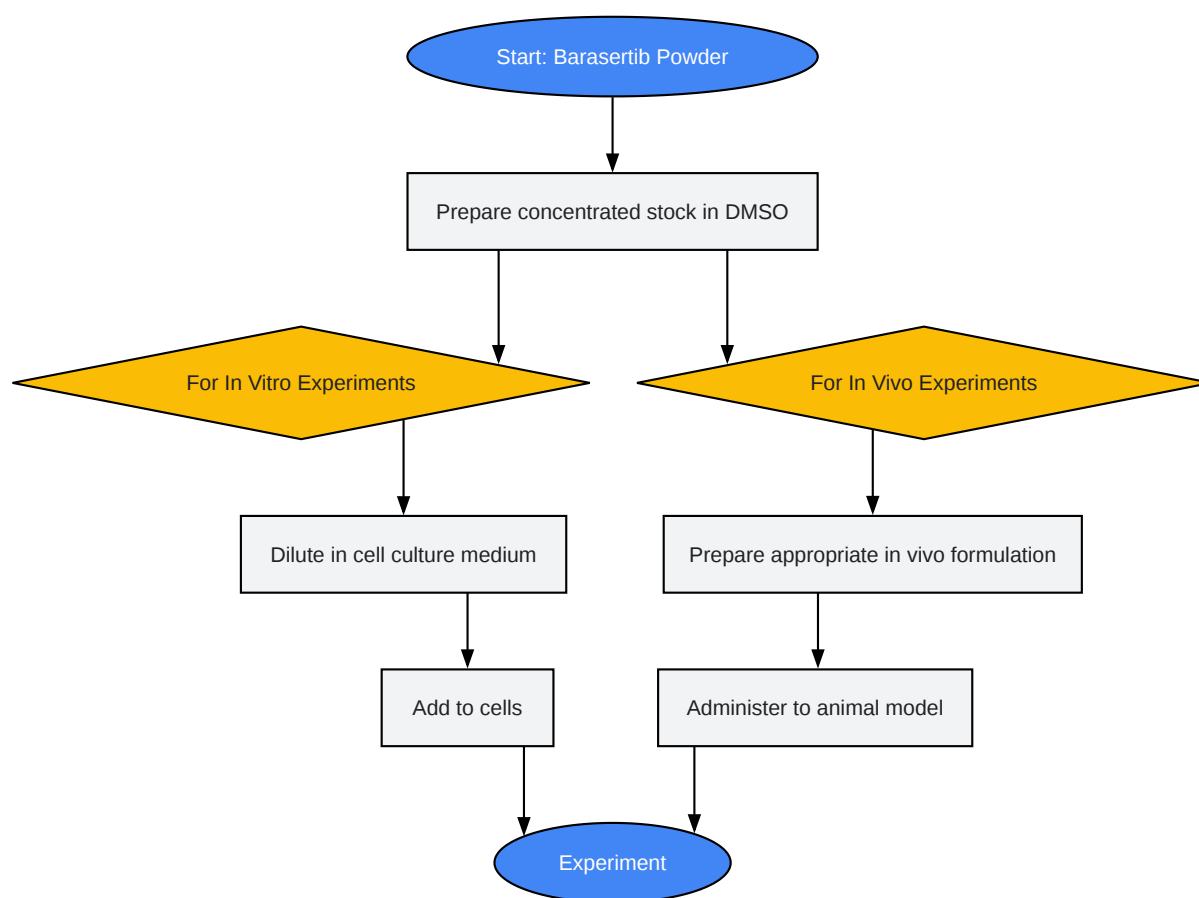 Start: Barasertib Powder
Prepare concentrated stock in DMSO
For In Vitro Experiments
For In Vivo Experiments
Dilute in cell culture medium
Prepare appropriate in vivo formulation
Add to cells
Administer to animal model
Experiment